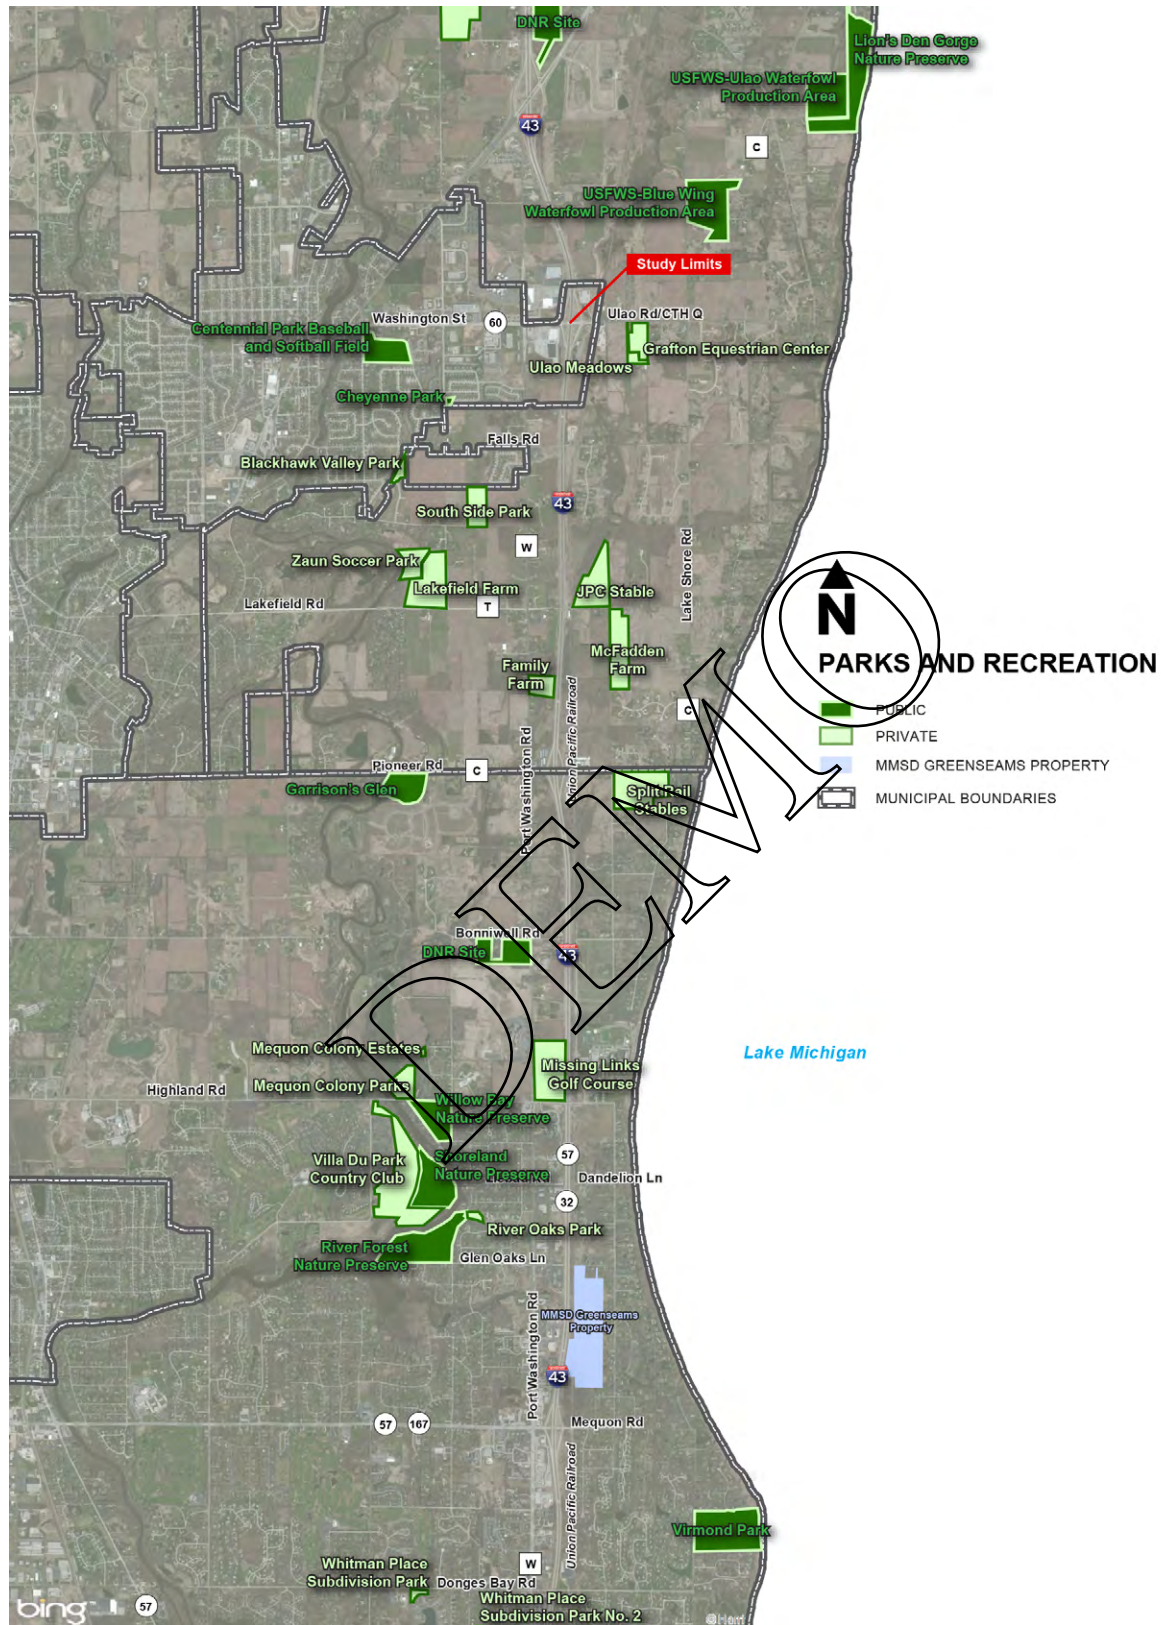 DNR Site
Lion's Den Gorge
Nature Preserve
USFWS-Ulao Waterfowl
Production Area
43
C
USFWS-Blue Wing
Waterfowl Production Area
Study Limits
Washington St
60
Ulao Rd/CTH Q
Centennial Park Baseball
and Softball Field
Grafton Equestrian Center
Ulao Meadows
Cheyenne Park
Falls Rd
Blackhawk Valley Park
43
South Side Park
W
Lake Shore Rd
Zaun Soccer Park
Lakefield Farm
JPC Stable
Lakefield Rd
T
N
McFadden
Farm
Family
Farm
PARKS AND RECREATION
PUBLIC
PRIVATE
MMSD GREENSEAMS PROPERTY
MUNICIPAL BOUNDARIES
C
Port Washington Rd
Union Pacific Railroad
Pioneer Rd
C
Garrison's Glen
Split Rail
Stables
DEMO
Bonniwell Rd
DNR Site
43
Mequon Colony Estates
Lake Michigan
Missing Links
Golf Course
Highland Rd
Mequon Colony Parks
Willow Bay
Nature Preserve
57
Villa Du Park
Country Club
Shoreland
Nature Preserve
Dandelion Ln
32
River Oaks Park
River Forest
Nature Preserve
Glen Oaks Ln
MMSD Greenseams
Property
Port Washington Rd
43
57
167
Mequon Rd
Union Pacific Railroad
Virmond Park
Whitman Place
Subdivision Park
W
Donges Bay Rd
Whitman Place
Subdivision Park No. 2
bing
57